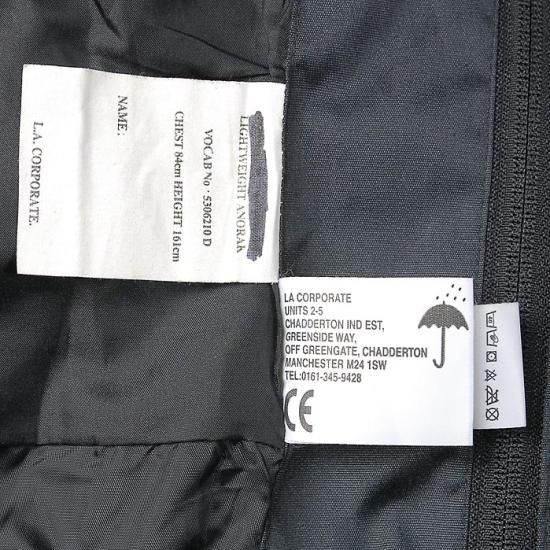 LIGHTWEIGHT ANORAK
VOCAB No : 5306210 D
CHEST 84cm HEIGHT 161cm
NAME :
L.A. CORPORATE.
LA CORPORATE
UNITS 2-5
CHADDERTON IND EST,
GREENSIDE WAY,
OFF GREENGATE, CHADDERTON
MANCHESTER M24 1SW
TEL:0161-345-9428
CE